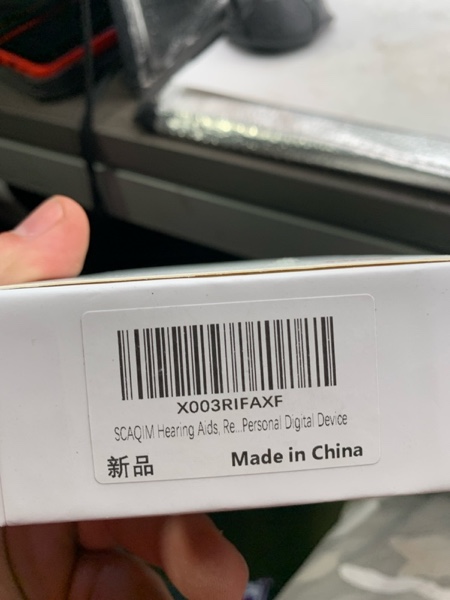 X003RIFAXF
SCAQIM Hearing Aids, Re...Personal Digital Device
新品 Made in China